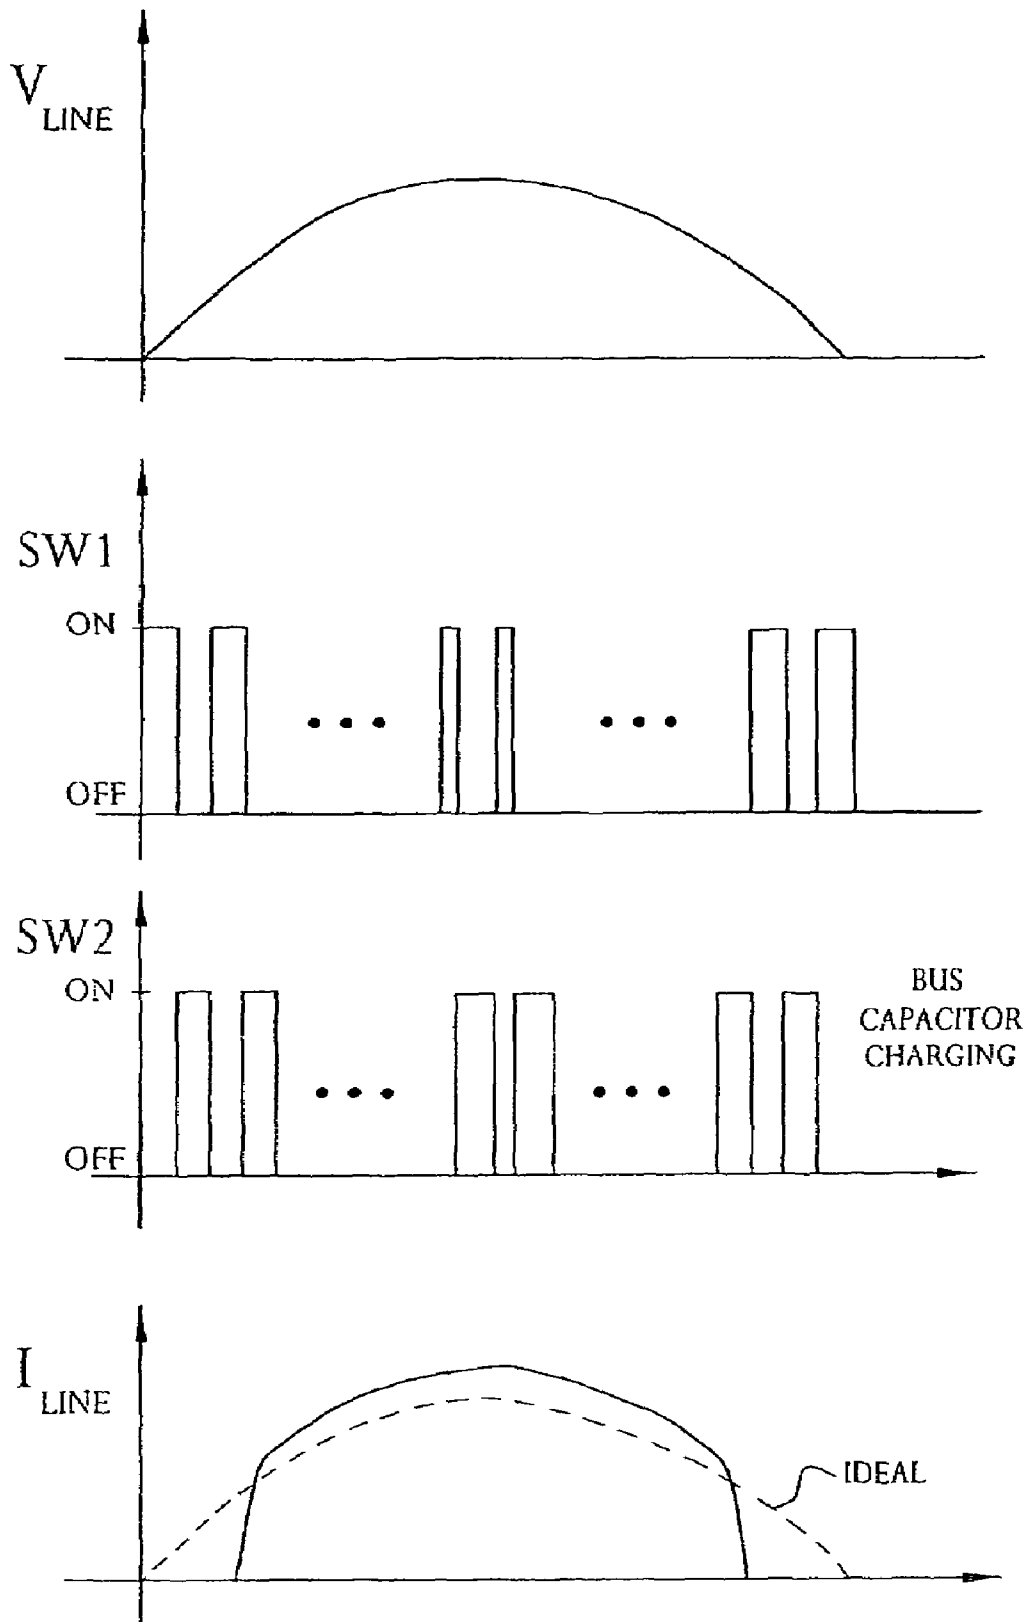 V
LINE
SW1
ON
OFF
SW2
ON
BUS
CAPACITOR
CHARGING
OFF
I
LINE
IDEAL